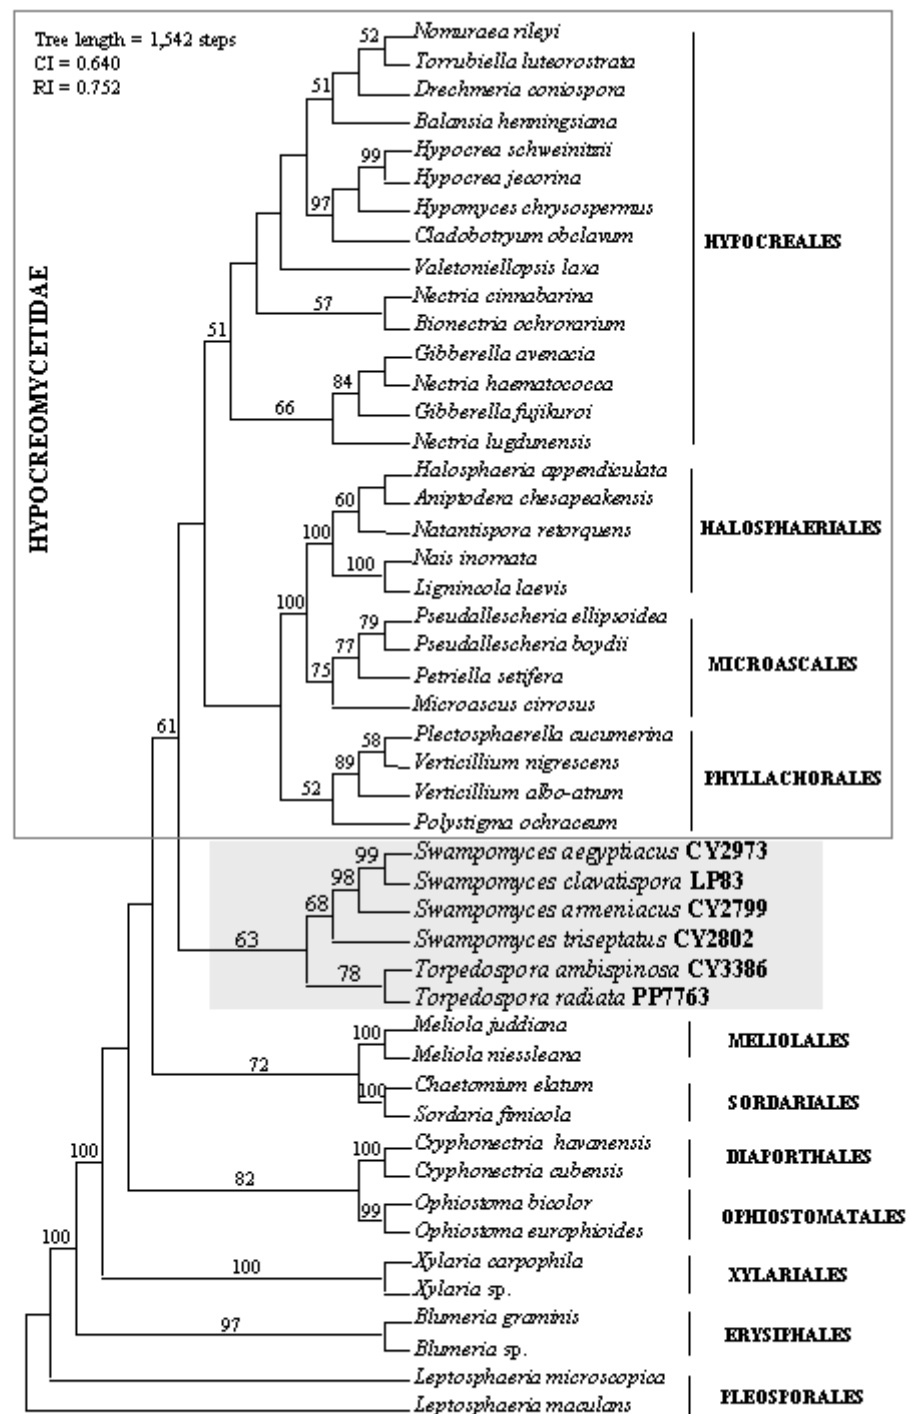 Tree length = 1,542 steps
CI = 0.640
RI = 0.752
HYPOCREOMYCETIDAE
52
Nomuraea rileyi
Torrubiella luteorostrata
51
Drechmeria coniospora
Balansia henningsiana
99
Hypocrea schweinitzii
Hypocrea jecorina
97
Hypomyces chrysospermus
Cladobotryum obclavum
HYPOCREALES
Valetoniellopsis laxa
Nectria cinnabarina
57
Bionectria ochrorarium
51
Gibberella avenacia
84
Nectria haematococca
66
Gibberella fujikuroi
Nectria lugdunensis
Halosphaeria appendiculata
60
Aniptodera chesapeakensis
100
Natantispora retorquens
HALOSPHAERIALES
100
Nais inornata
Lignincola laevis
100
79
Pseudallescheria ellipsoidea
77
Pseudallescheria boydii
75
Petriella setifera
MICROASCALES
Microascus cirrosus
61
58
Plectosphaerella cucumerina
89
Verticillium nigrescens
52
Verticillium albo-atrum
PHYLLACHORALES
Polystigma ochraceum
99
Swampomyces aegyptiacus CY2973
98
Swampomyces clavatispora LP83
68
Swampomyces armeniacus CY2799
63
Swampomyces triseptatus CY2802
78
Torpedospora ambispinosa CY3386
Torpedospora radiata PP7763
100
Meliola juddiana
MELIOLALES
72
Meliola niessleana
100
Chaetomium elatum
SORDARIALES
Sordaria fimicola
100
100
Cryphonectria havanensis
DIAPORTHALES
82
Cryphonectria cubensis
99
Ophiostoma bicolor
OPHIOSTOMATALES
Ophiostoma europhioides
100
100
Xylaria carpophila
XYLARIALES
Xylaria sp.
97
Blumeria graminis
ERYSIPHALES
Blumeria sp.
Leptosphaeria microscopica
PLEOSPORALES
Leptosphaeria maculans